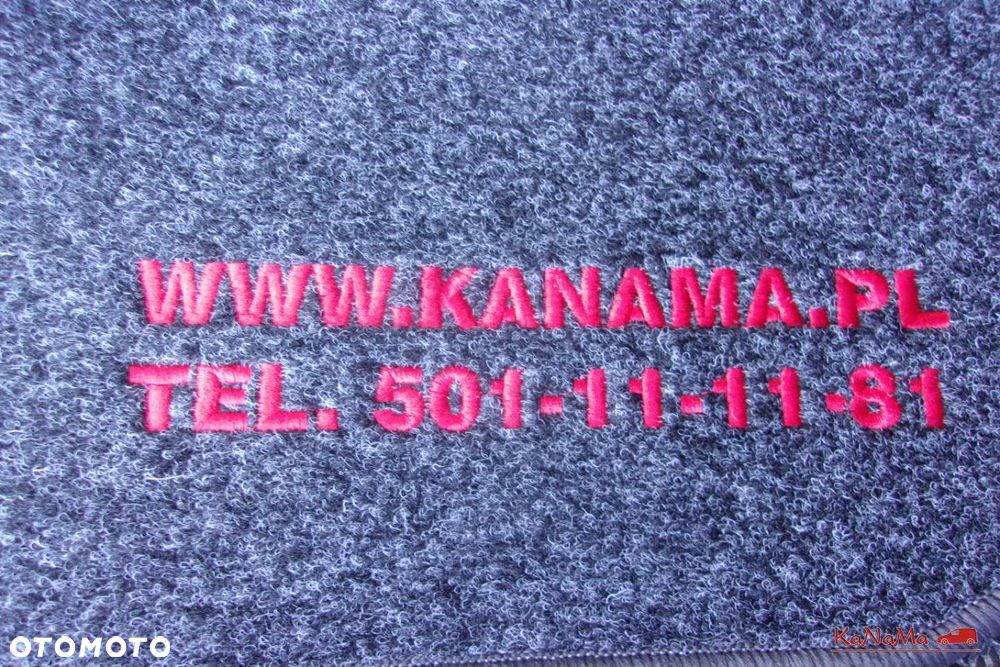 WWW.KANAMA.PL
TEL. 501-11-11-81
OTOMOTO
KaNaMa